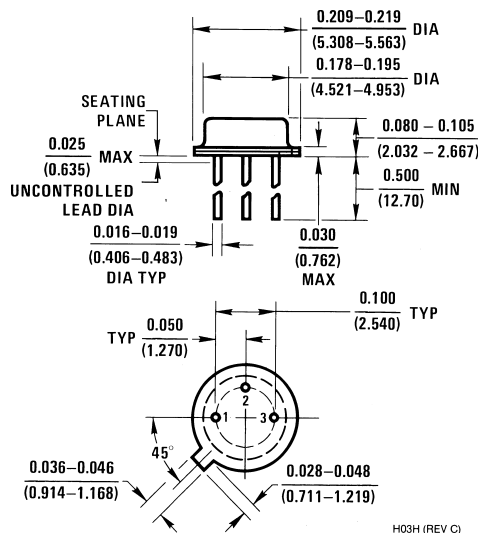 0.209–0.219
(5.308–5.563) DIA
0.178–0.195
(4.521–4.953) DIA
SEATING
PLANE
0.025
(0.635) MAX
UNCONTROLLED
LEAD DIA
0.080 – 0.105
(2.032 – 2.667)
0.500
(12.70) MIN
0.016–0.019
(0.406–0.483)
DIA TYP
0.030
(0.762)
MAX
0.100
(2.540) TYP
TYP 0.050
(1.270)
2
1
3
45°
0.036–0.046
(0.914–1.168)
0.028–0.048
(0.711–1.219)
H03H (REV C)